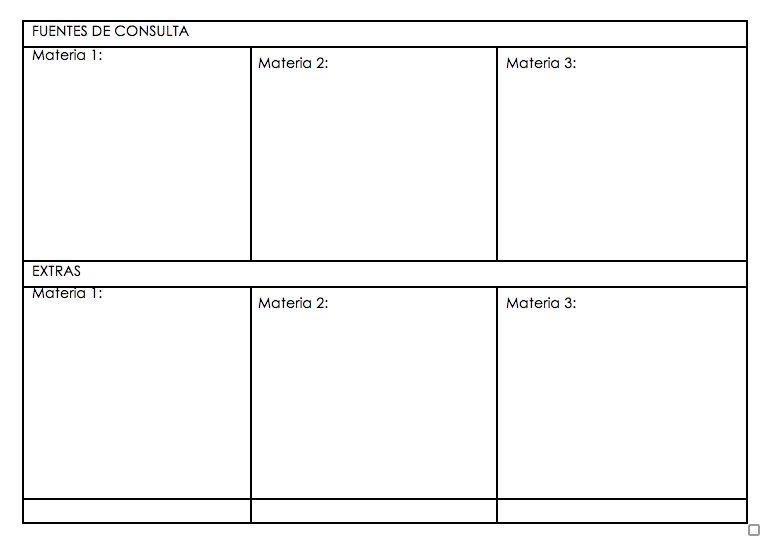 FUENTES DE CONSULTA
Materia 1:
Materia 2:
Materia 3:
EXTRAS
Materia 1:
Materia 2:
Materia 3: